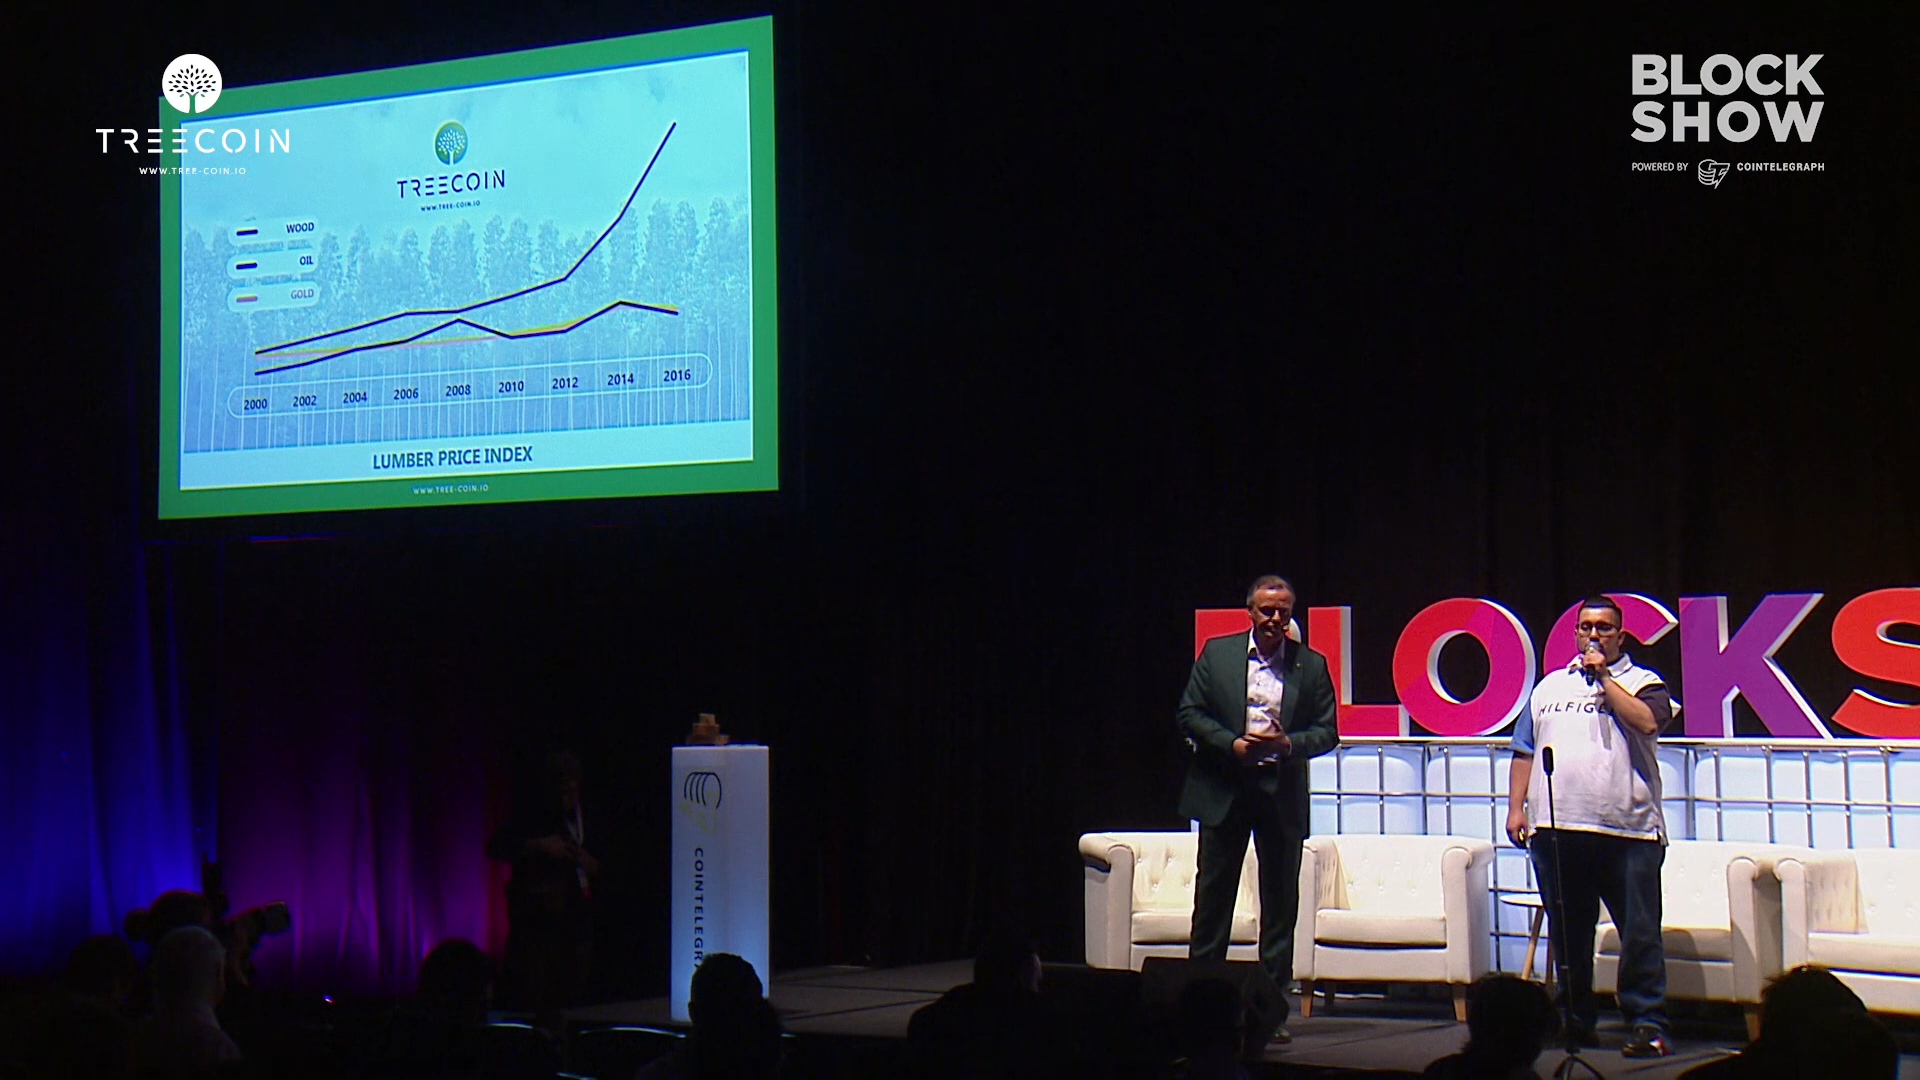 TREECOIN
WWW.TREE-COIN.IO
BLOCK
SHOW
POWERED BY COINTELEGRAPH
TREECOIN
WWW.TREE-COIN.IO
WOOD
OIL
GOLD
2000 2002 2004 2006 2008 2010 2012 2014 2016
LUMBER PRICE INDEX
WWW.TREE-COIN.IO
BLOCKS
HILFIGE
COINTELEGRA